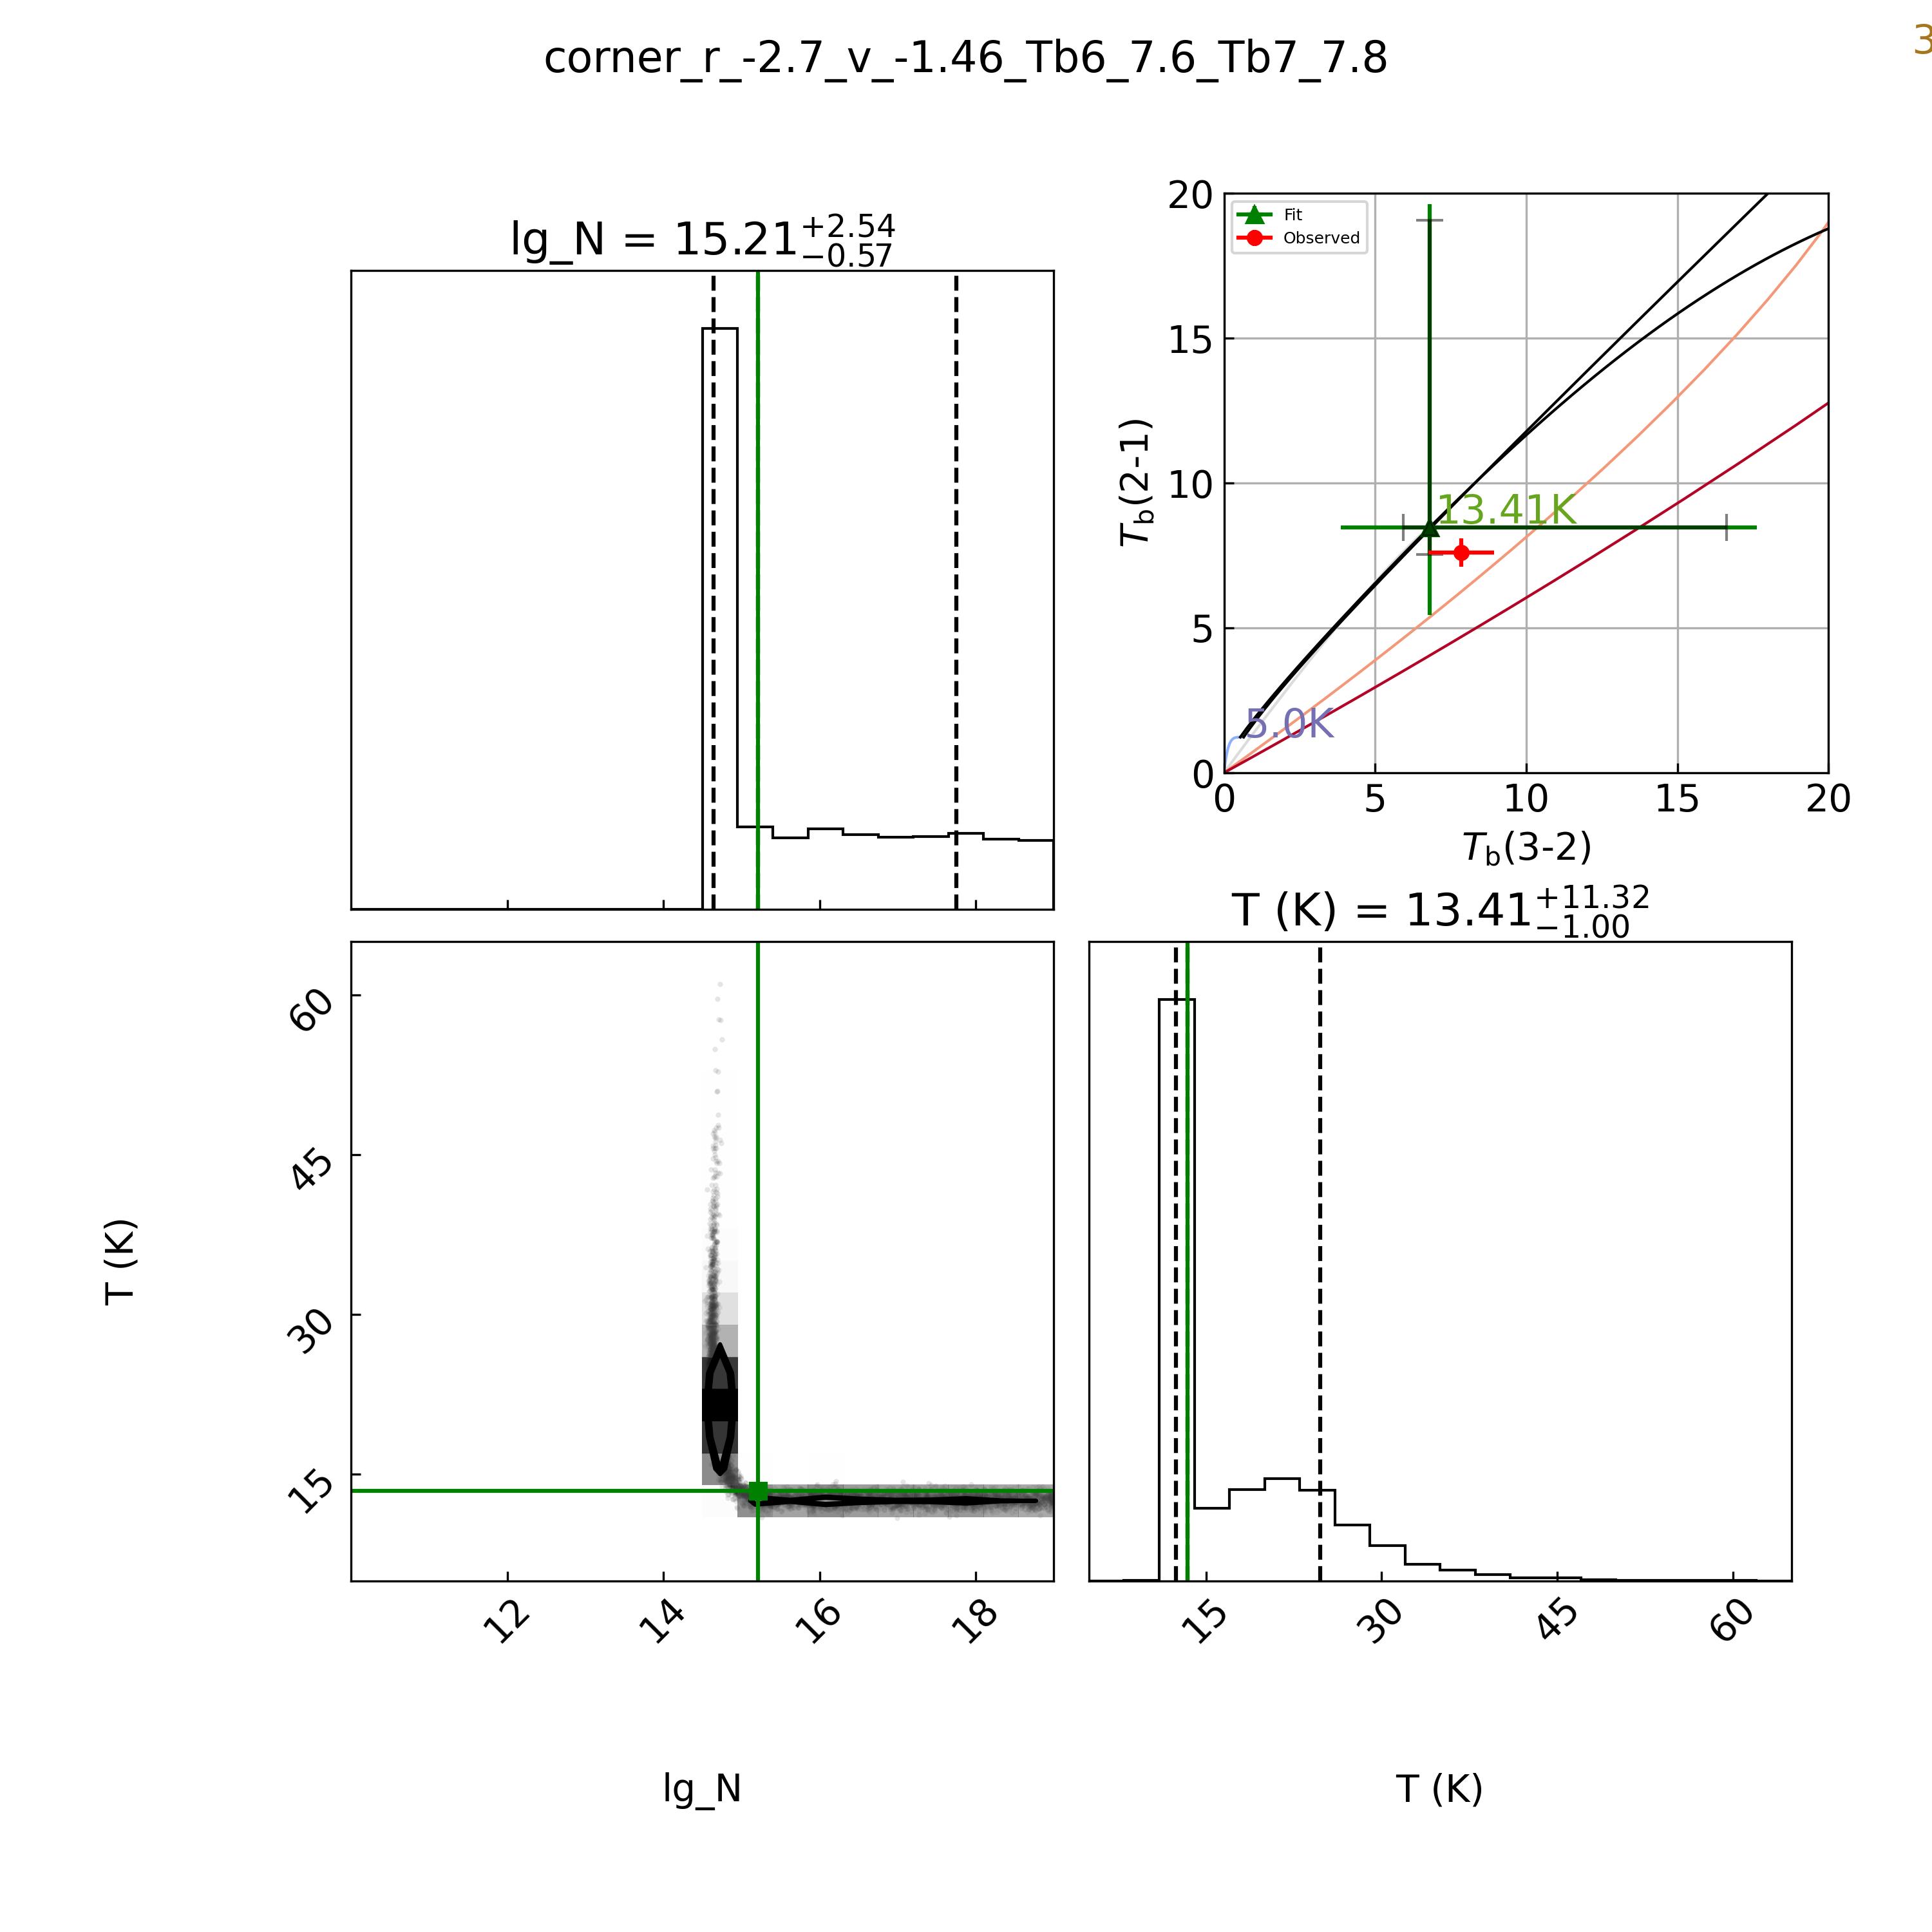 corner_r_-2.7_v_-1.46_Tb6_7.6_Tb7_7.8
3
lg_N = 15.21+2.54−0.57
20
15
10
5
0
Tb(2-1)
Fit
Observed
13.41K
5.0K
0 5 10 15 20
Tb(3-2)
T (K) = 13.41+11.32−1.00
60
45
30
15
T (K)
12 14 16 18
lg_N
15 30 45 60
T (K)